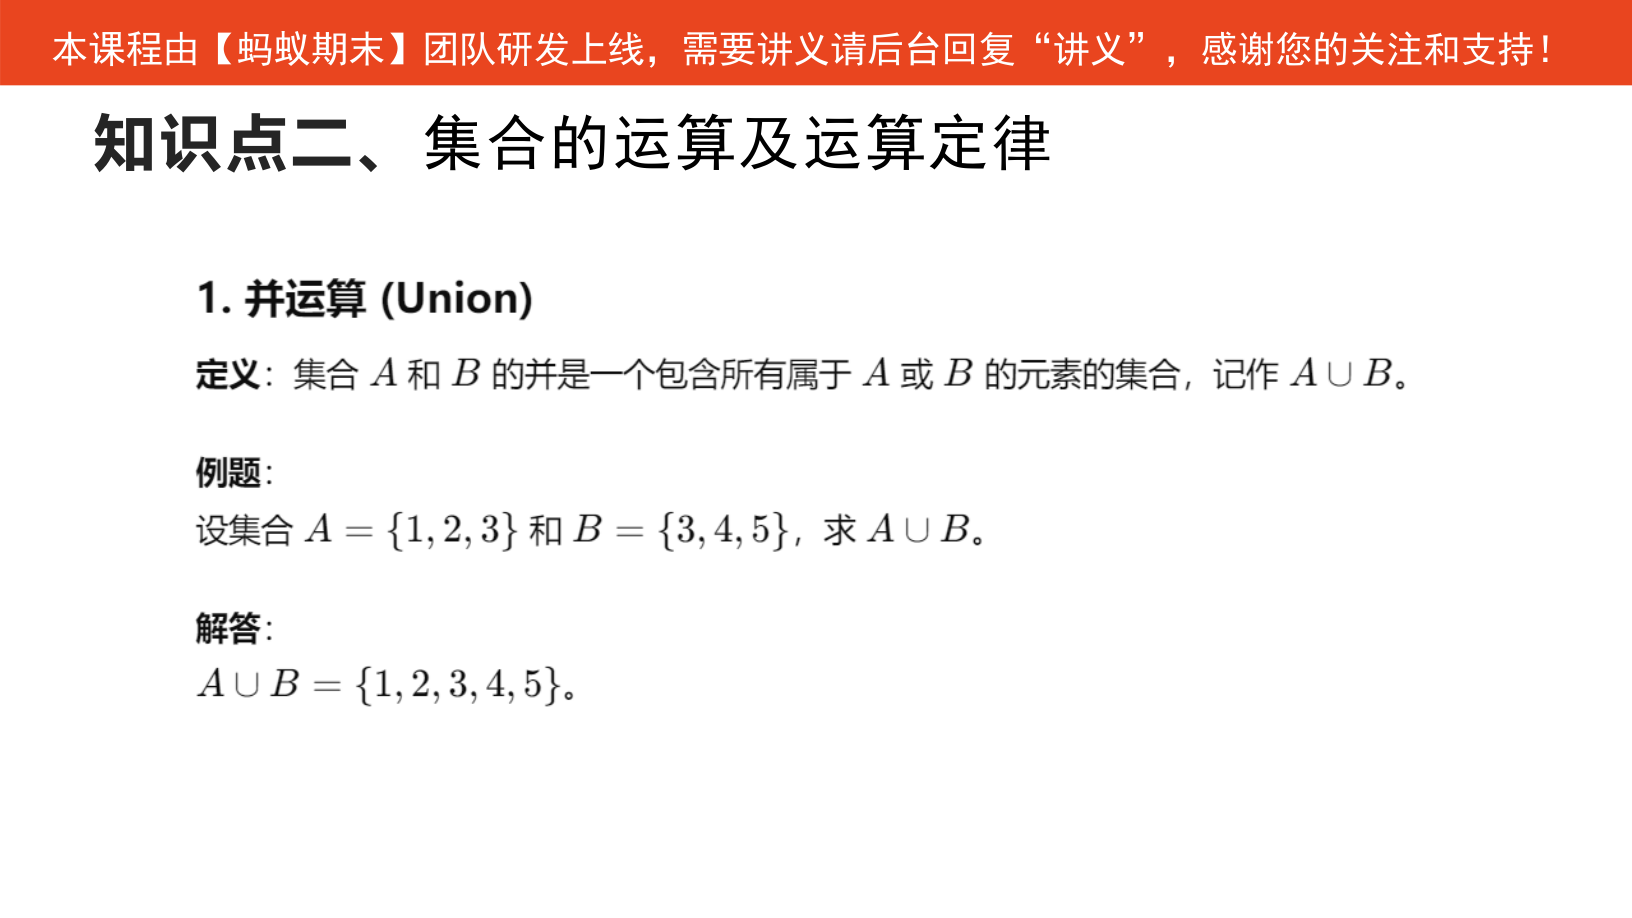 本课程由【蚂蚁期末】团队研发上线，需要讲义请后台回复“讲义”，感谢您的关注和支持！
知识点二、集合的运算及运算定律
1. 并运算 (Union)
定义：集合 A 和 B 的并是一个包含所有属于 A 或 B 的元素的集合，记作 A ∪ B。
例题：
设集合 A = {1, 2, 3} 和 B = {3, 4, 5}，求 A ∪ B。
解答：
A ∪ B = {1, 2, 3, 4, 5}。